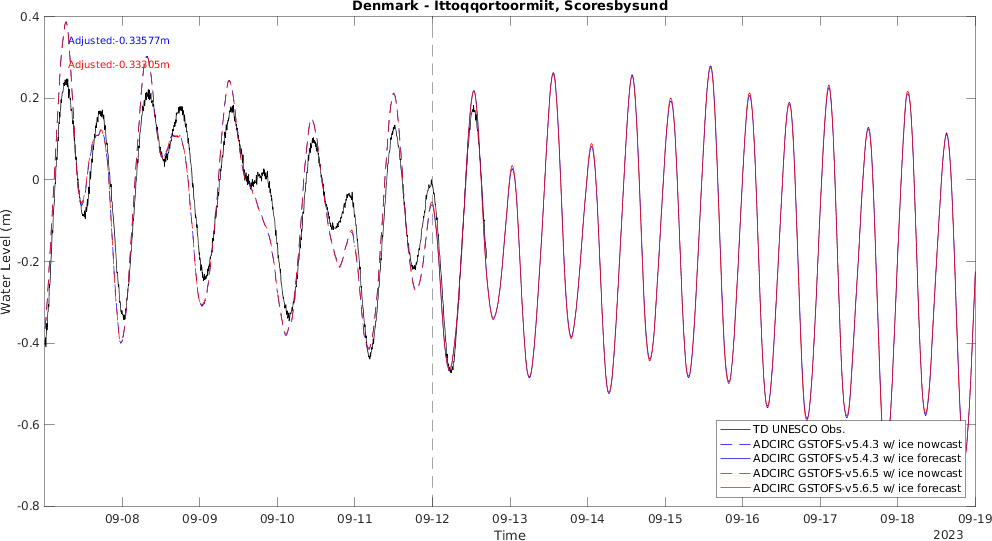 Denmark - Ittoqqortoormiit, Scoresbysund
0.4
Adjusted:-0.33577m
Adjusted:-0.33305m
0.2
0
-0.2
-0.4
-0.6
-0.8
Water Level (m)
TD UNESCO Obs.
ADCIRC GSTOFS-v5.4.3 w/ ice nowcast
ADCIRC GSTOFS-v5.4.3 w/ ice forecast
ADCIRC GSTOFS-v5.6.5 w/ ice nowcast
ADCIRC GSTOFS-v5.6.5 w/ ice forecast
09-08 09-09 09-10 09-11 09-12 09-13 09-14 09-15 09-16 09-17 09-18 09-19
Time
2023